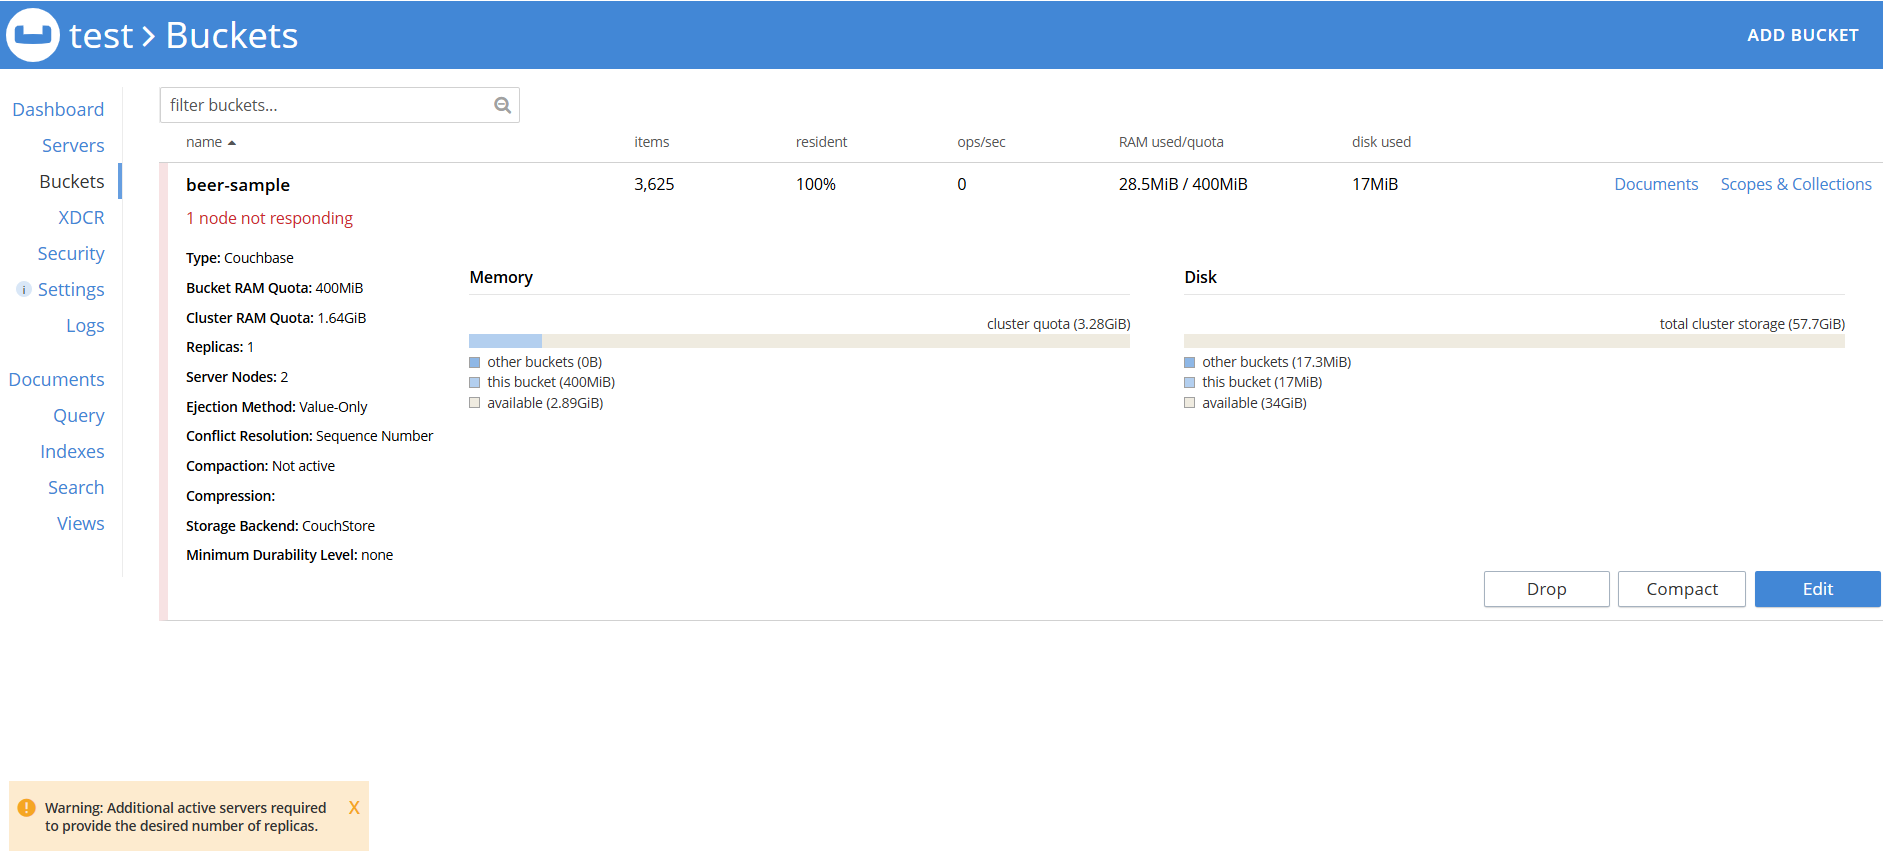 test > Buckets
ADD BUCKET
Dashboard
Servers
Buckets
XDCR
Security
i Settings
Logs
Documents
Query
Indexes
Search
Views
filter buckets...
name items resident ops/sec RAM used/quota disk used
beer-sample 3,625 100% 0 28.5MiB / 400MiB 17MiB Documents Scopes & Collections
1 node not responding
Type: Couchbase
Bucket RAM Quota: 400MiB
Cluster RAM Quota: 1.64GiB
Replicas: 1
Server Nodes: 2
Ejection Method: Value-Only
Conflict Resolution: Sequence Number
Compaction: Not active
Compression:
Storage Backend: CouchStore
Minimum Durability Level: none
Memory
cluster quota (3.28GiB)
other buckets (0B)
this bucket (400MiB)
available (2.89GiB)
Disk
total cluster storage (57.7GiB)
other buckets (17.3MiB)
this bucket (17MiB)
available (34GiB)
Drop Compact Edit
! Warning: Additional active servers required X
to provide the desired number of replicas.